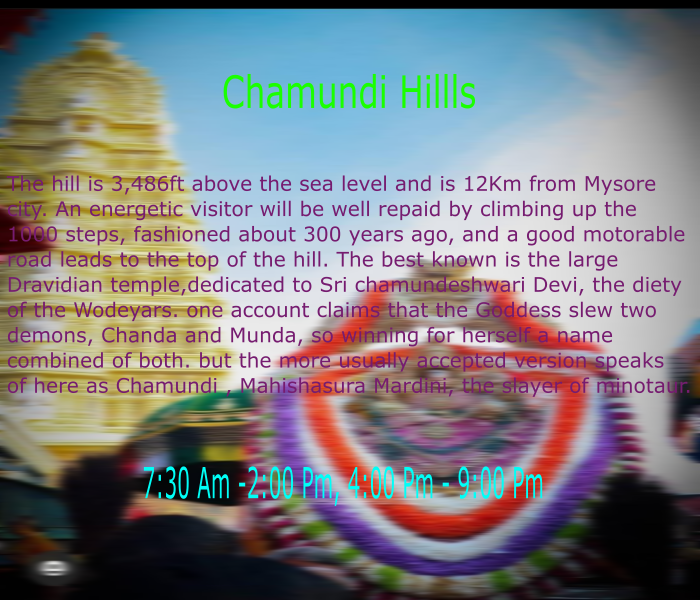 Chamundi Hillls
The hill is 3,486ft above the sea level and is 12Km from Mysore
city. An energetic visitor will be well repaid by climbing up the
1000 steps, fashioned about 300 years ago, and a good motorable
road leads to the top of the hill. The best known is the large
Dravidian temple,dedicated to Sri chamundeshwari Devi, the diety
of the Wodeyars. one account claims that the Goddess slew two
demons, Chanda and Munda, so winning for herself a name
combined of both. but the more usually accepted version speaks
of here as Chamundi , Mahishasura Mardini, the slayer of minotaur.
7:30 Am -2:00 Pm, 4:00 Pm - 9:00 Pm